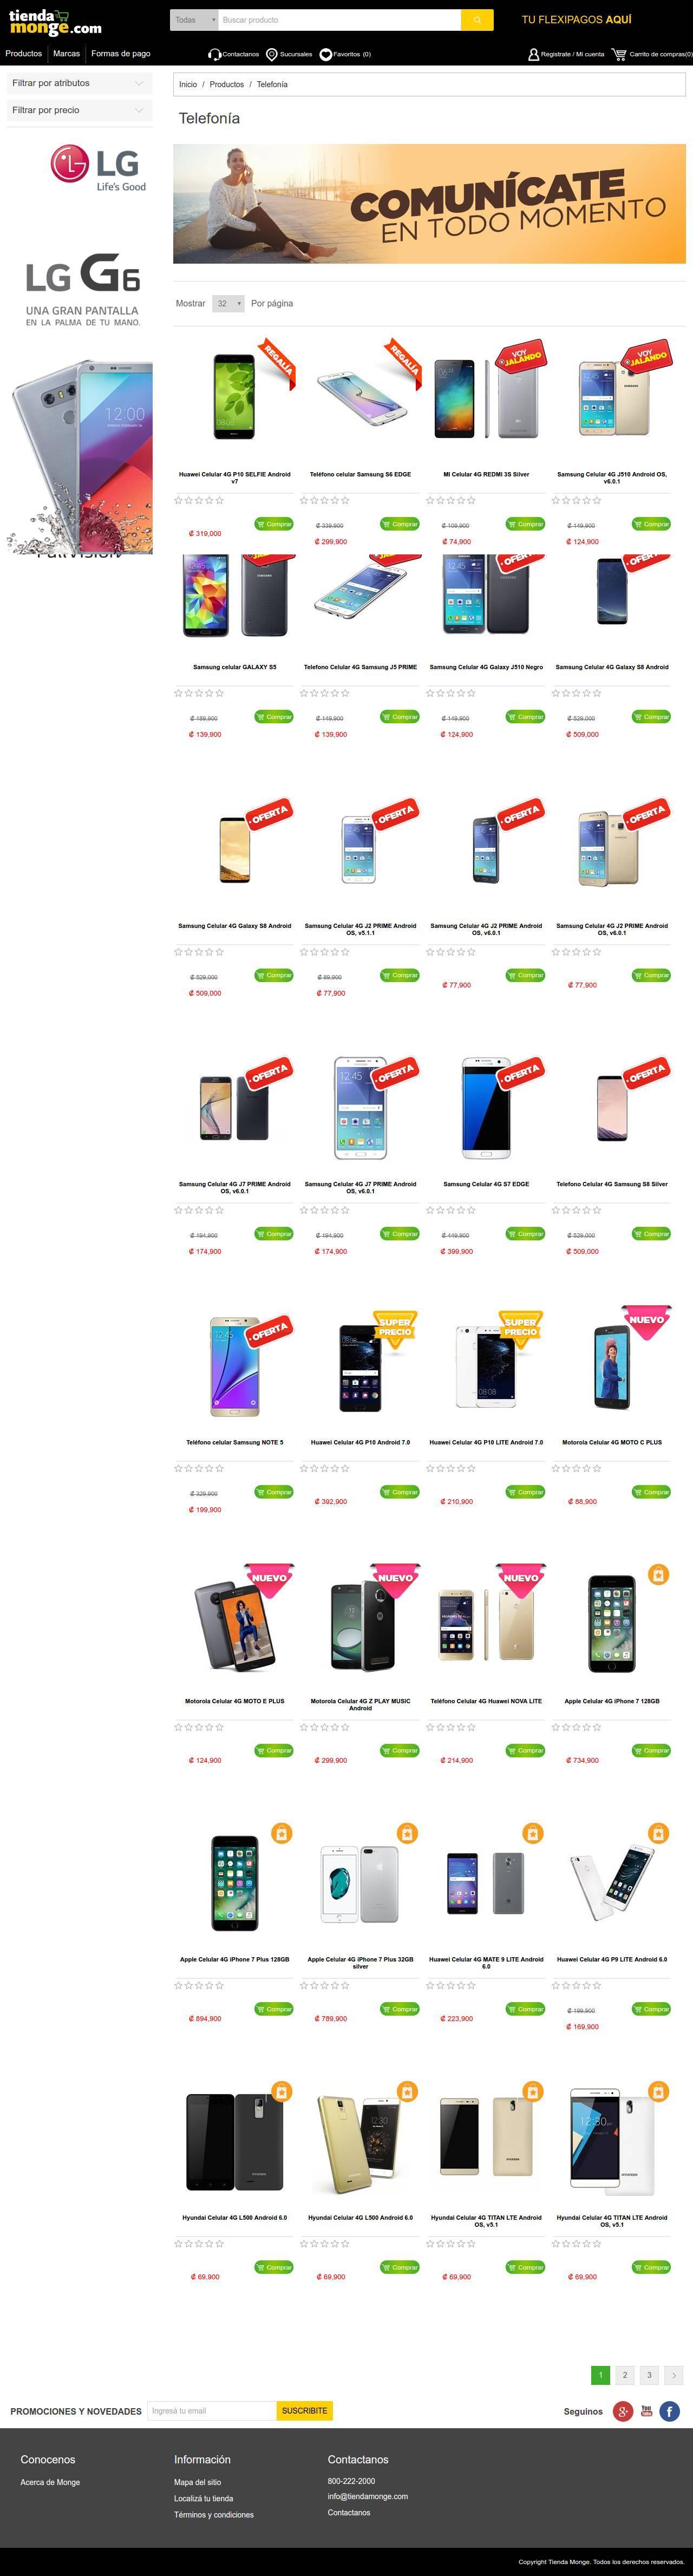 tienda
monge.com
Todas
Buscar producto
TU FLEXIPAGOS AQUÍ
Productos
Marcas
Formas de pago
Contactanos
Sucursales
Favoritos (0)
Registrate / Mi cuenta
Carrito de compras(0)
Filtrar por atributos
Filtrar por precio
LG
Life's Good
LG G6
UNA GRAN PANTALLA
EN LA PALMA DE TU MANO.
12:00
Inicio / Productos / Telefonía
Telefonía
COMUNÍCATE
EN TODO MOMENTO
Mostrar 32 Por página
REGALÍA
REGALÍA
VOY JALANDO
VOY JALANDO
Huawei Celular 4G P10 SELFIE Android
v7
Teléfono celular Samsung S6 EDGE
MI Celular 4G REDMI 3S Silver
Samsung Celular 4G J510 Android OS,
v6.0.1
₡ 319,000
Comprar
₡ 339,900
Comprar
₡ 299,900
₡ 109,900
Comprar
₡ 74,900
₡ 149,900
Comprar
₡ 124,900
Samsung celular GALAXY S5
Telefono Celular 4G Samsung J5 PRIME
Samsung Celular 4G Galaxy J510 Negro
Samsung Celular 4G Galaxy S8 Android
₡ 189,900
Comprar
₡ 139,900
₡ 149,900
Comprar
₡ 139,900
₡ 149,900
Comprar
₡ 124,900
₡ 529,000
Comprar
₡ 509,000
OFERTA
OFERTA
OFERTA
OFERTA
Samsung Celular 4G Galaxy S8 Android
Samsung Celular 4G J2 PRIME Android
OS, v5.1.1
Samsung Celular 4G J2 PRIME Android
OS, v6.0.1
Samsung Celular 4G J2 PRIME Android
OS, v6.0.1
₡ 529,000
Comprar
₡ 509,000
₡ 89,900
Comprar
₡ 77,900
Comprar
₡ 77,900
Comprar
₡ 77,900
OFERTA
OFERTA
OFERTA
OFERTA
Samsung Celular 4G J7 PRIME Android
OS, v6.0.1
Samsung Celular 4G J7 PRIME Android
OS, v6.0.1
Samsung Celular 4G S7 EDGE
Telefono Celular 4G Samsung S8 Silver
₡ 194,900
Comprar
₡ 174,900
₡ 194,900
Comprar
₡ 174,900
₡ 449,900
Comprar
₡ 399,900
₡ 529,000
Comprar
₡ 509,000
OFERTA
SUPER PRECIO
SUPER PRECIO
NUEVO
Teléfono celular Samsung NOTE 5
Huawei Celular 4G P10 Android 7.0
Huawei Celular 4G P10 LITE Android 7.0
Motorola Celular 4G MOTO C PLUS
₡ 329,900
Comprar
₡ 199,900
Comprar
₡ 392,900
Comprar
₡ 210,900
Comprar
₡ 88,900
NUEVO
NUEVO
NUEVO
Motorola Celular 4G MOTO E PLUS
Motorola Celular 4G Z PLAY MUSIC
Android
Teléfono Celular 4G Huawei NOVA LITE
Apple Celular 4G iPhone 7 128GB
Comprar
₡ 124,900
Comprar
₡ 299,900
Comprar
₡ 214,900
Comprar
₡ 734,900
Apple Celular 4G iPhone 7 Plus 128GB
Apple Celular 4G iPhone 7 Plus 32GB
silver
Huawei Celular 4G MATE 9 LITE Android
6.0
Huawei Celular 4G P9 LITE Android 6.0
Comprar
₡ 894,900
Comprar
₡ 789,900
Comprar
₡ 223,900
₡ 199,900
Comprar
₡ 169,900
Hyundai Celular 4G L500 Android 6.0
Hyundai Celular 4G L500 Android 6.0
Hyundai Celular 4G TITAN LTE Android
OS, v5.1
Hyundai Celular 4G TITAN LTE Android
OS, v5.1
Comprar
₡ 69,900
Comprar
₡ 69,900
Comprar
₡ 69,900
Comprar
₡ 69,900
1 2 3
PROMOCIONES Y NOVEDADES
Ingresá tu email
SUSCRIBITE
Seguinos
Conocenos
Acerca de Monge
Información
Mapa del sitio
Localizá tu tienda
Términos y condiciones
Contactanos
800-222-2000
info@tiendamonge.com
Contactanos
Copyright Tienda Monge. Todos los derechos reservados.